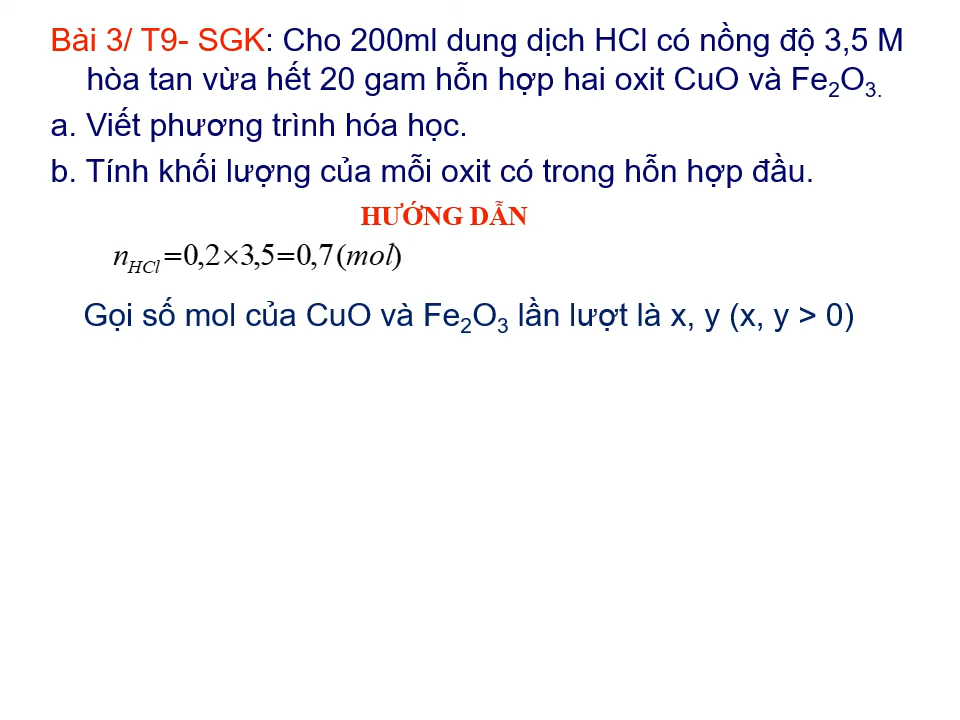 Bài 3/ T9- SGK: Cho 200ml dung dịch HCl có nồng độ 3,5 M
hòa tan vừa hết 20 gam hỗn hợp hai oxit CuO và Fe₂O₃.
a. Viết phương trình hóa học.
b. Tính khối lượng của mỗi oxit có trong hỗn hợp đầu.
HƯỚNG DẪN
n_HCl=0,2×3,5=0,7(mol)
Gọi số mol của CuO và Fe₂O₃ lần lượt là x, y (x, y > 0)